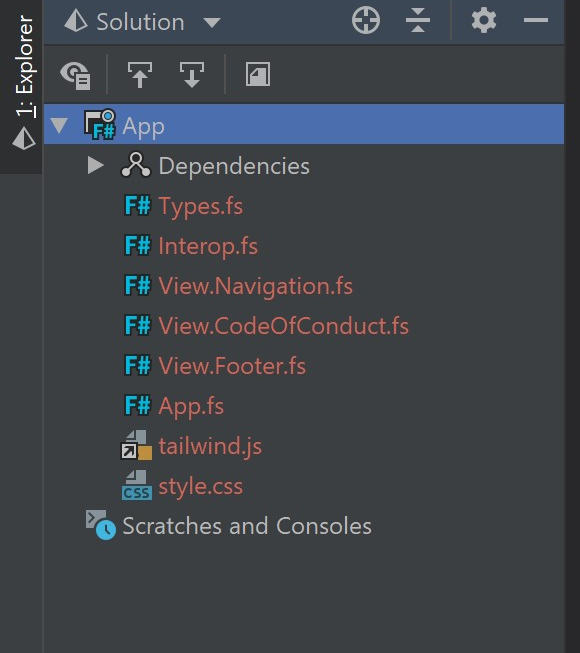 1: Explorer
Solution
F# App
Dependencies
F# Types.fs
F# Interop.fs
F# View.Navigation.fs
F# View.CodeOfConduct.fs
F# View.Footer.fs
F# App.fs
tailwind.js
CSS style.css
Scratches and Consoles